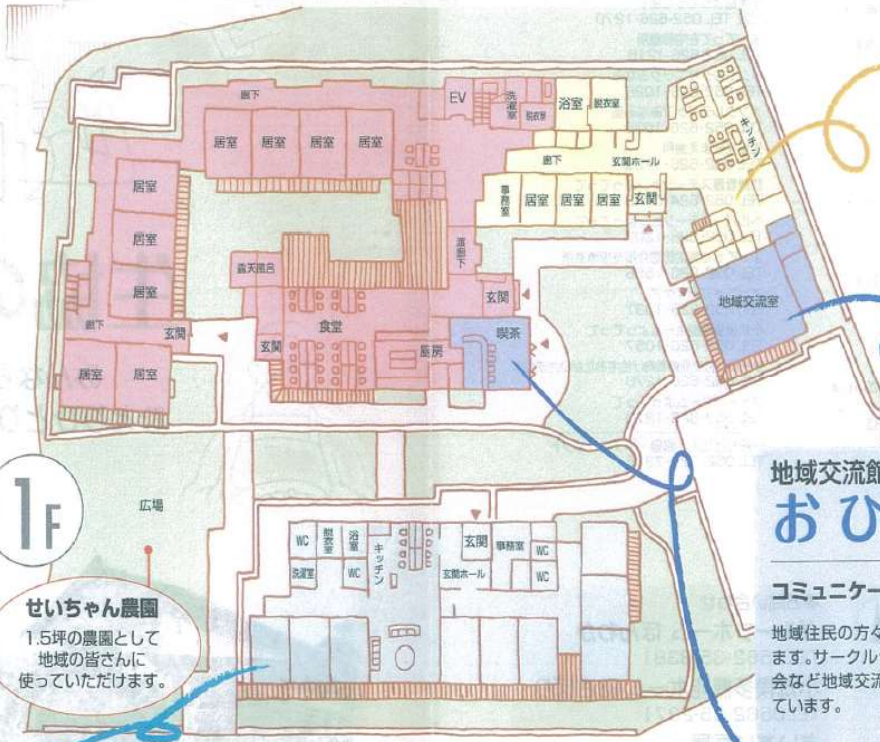 廊下
EV
洗濯室
脱衣室
浴室
脱衣室
キッチン
居室
居室
居室
居室
廊下
玄関ホール
居室
事務室
居室
居室
居室
玄関
居室
渡廊下
露天風呂
居室
玄関
地域交流室
廊下
玄関
玄関
食堂
厨房
喫茶
居室
居室
1F
広場
せいちゃん農園
1.5坪の農園として
地域の皆さんに
使っていただけます。
WC
脱衣室
浴室
キッチン
玄関
事務室
WC
洗濯室
WC
玄関ホール
WC
地域交流館
おひ
コミュニケー
地域住民の方々
ます。サークル
会など地域交流
ています。